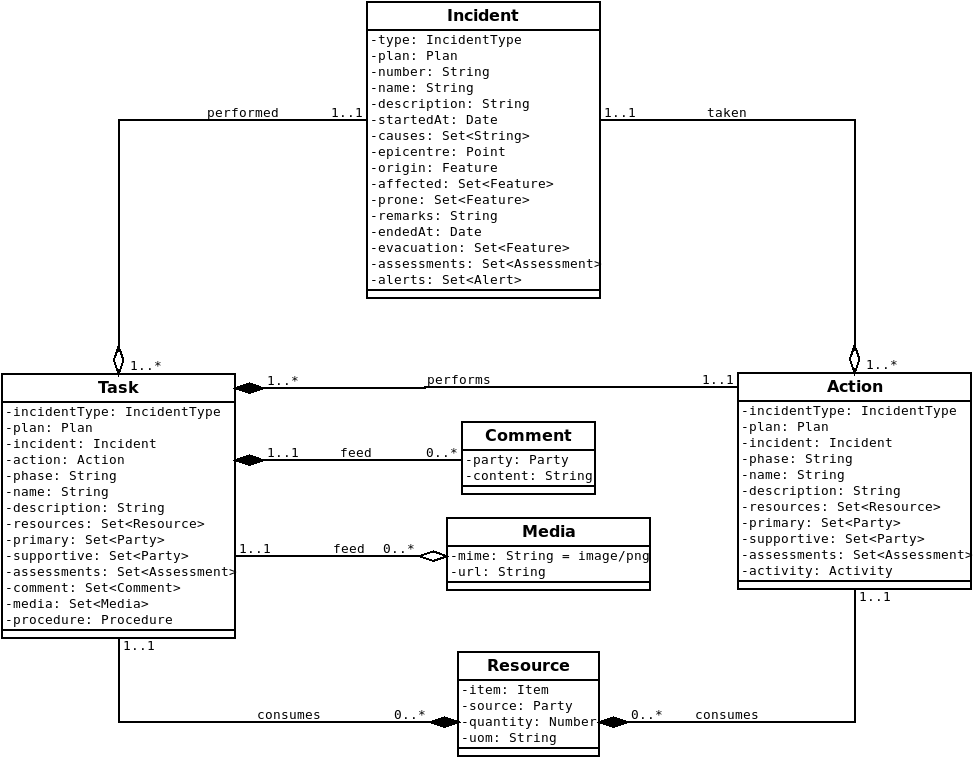 Incident
-type: IncidentType
-plan: Plan
-number: String
-name: String
-description: String
-startedAt: Date
-causes: Set<String>
-epicentre: Point
-origin: Feature
-affected: Set<Feature>
-prone: Set<Feature>
-remarks: String
-endedAt: Date
-evacuation: Set<Feature>
-assessments: Set<Assessment>
-alerts: Set<Alert>
performed 1..1
1..1 taken
1..*
1..*
Task
-incidentType: IncidentType
-plan: Plan
-incident: Incident
-action: Action
-phase: String
-name: String
-description: String
-resources: Set<Resource>
-primary: Set<Party>
-supportive: Set<Party>
-assessments: Set<Assessment>
-comment: Set<Comment>
-media: Set<Media>
-procedure: Procedure
1..* performs 1..1
Action
-incidentType: IncidentType
-plan: Plan
-incident: Incident
-phase: String
-name: String
-description: String
-resources: Set<Resource>
-primary: Set<Party>
-supportive: Set<Party>
-assessments: Set<Assessment>
-activity: Activity
1..1 feed 0..*
Comment
-party: Party
-content: String
1..1 feed 0..*
Media
-mime: String = image/png
-url: String
1..1
consumes 0..*
1..1
0..* consumes
Resource
-item: Item
-source: Party
-quantity: Number
-uom: String